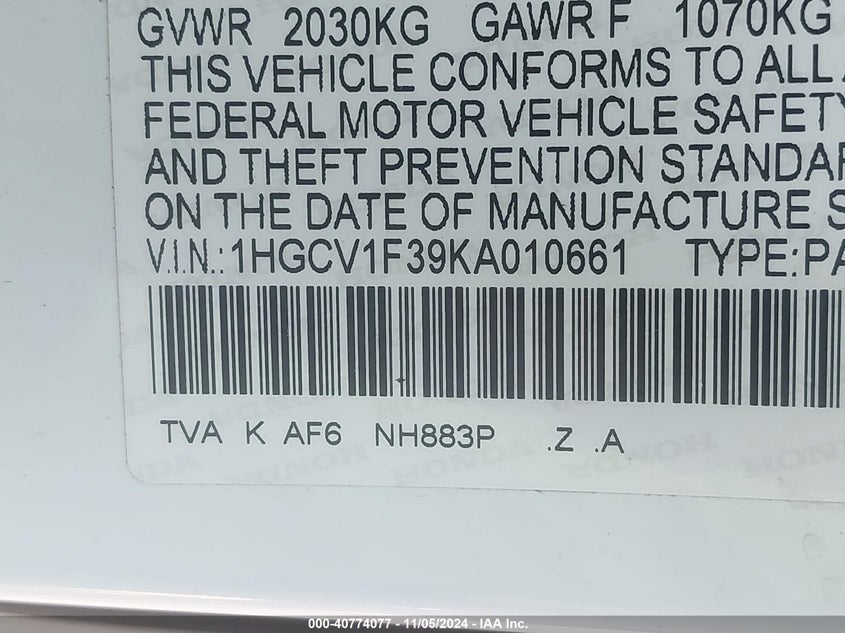 GVWR 2030KG GAWR F 1070KG
THIS VEHICLE CONFORMS TO ALL
FEDERAL MOTOR VEHICLE SAFETY
AND THEFT PREVENTION STANDAR
ON THE DATE OF MANUFACTURE S
V.I.N.:1HGCV1F39KA010661 TYPE:PA
TVA K AF6 NH883P .Z .A
000-40774077 - 11/05/2024 - IAA Inc.